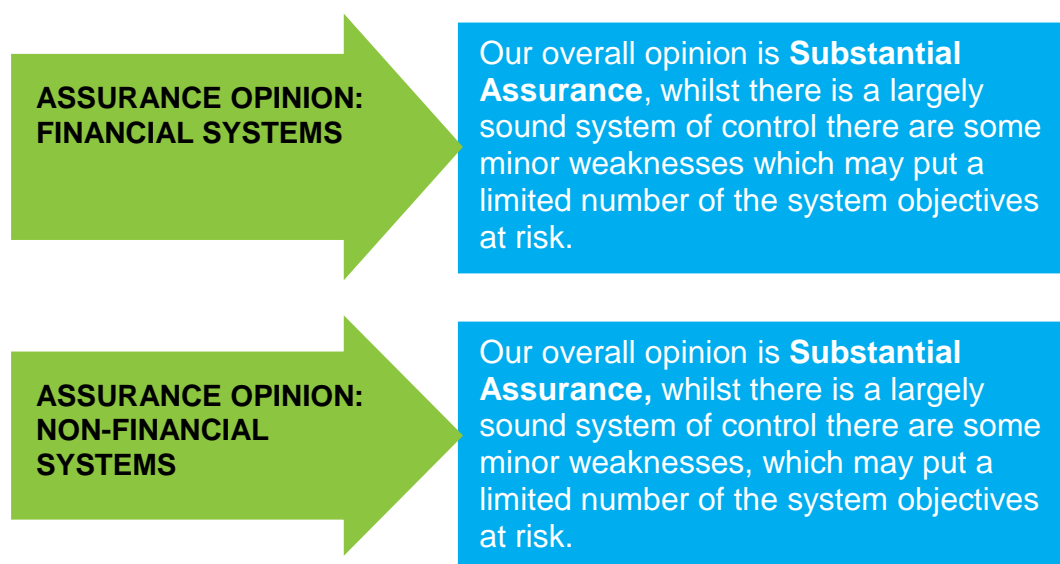 ASSURANCE OPINION:
FINANCIAL SYSTEMS
Our overall opinion is Substantial
Assurance, whilst there is a largely
sound system of control there are some
minor weaknesses which may put a
limited number of the system objectives
at risk.
ASSURANCE OPINION:
NON-FINANCIAL
SYSTEMS
Our overall opinion is Substantial
Assurance, whilst there is a largely
sound system of control there are some
minor weaknesses, which may put a
limited number of the system objectives
at risk.